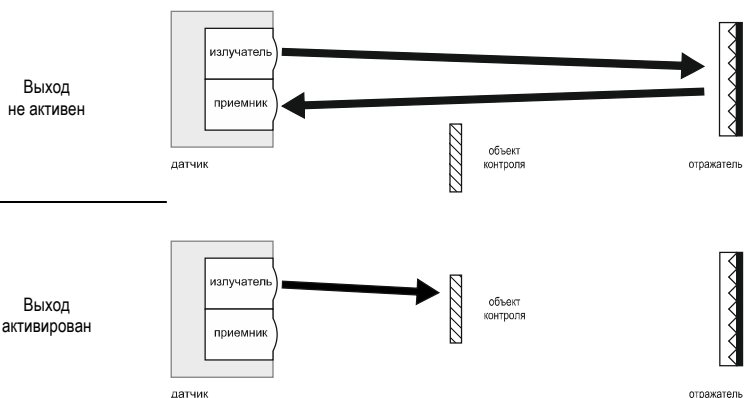 излучатель
Выход
не активен
приемник
объект
контроля
датчик
отражатель
излучатель
Выход
активирован
объект
контроля
приемник
датчик
отражатель